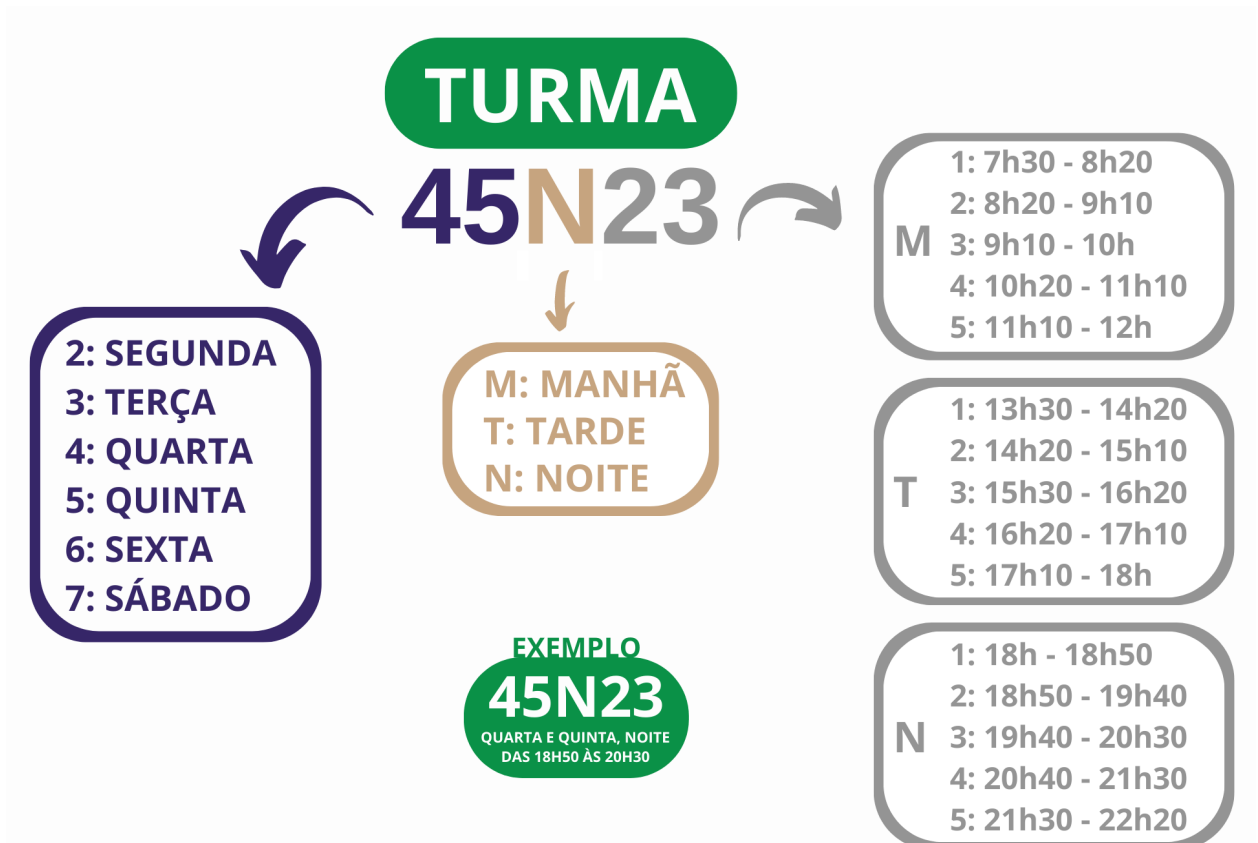 TURMA
45N23
2: SEGUNDA
3: TERÇA
4: QUARTA
5: QUINTA
6: SEXTA
7: SÁBADO
M: MANHÃ
T: TARDE
N: NOITE
M
1: 7h30 - 8h20
2: 8h20 - 9h10
3: 9h10 - 10h
4: 10h20 - 11h10
5: 11h10 - 12h
T
1: 13h30 - 14h20
2: 14h20 - 15h10
3: 15h30 - 16h20
4: 16h20 - 17h10
5: 17h10 - 18h
N
1: 18h - 18h50
2: 18h50 - 19h40
3: 19h40 - 20h30
4: 20h40 - 21h30
5: 21h30 - 22h20
EXEMPLO
45N23
QUARTA E QUINTA, NOITE
DAS 18H50 ÀS 20H30